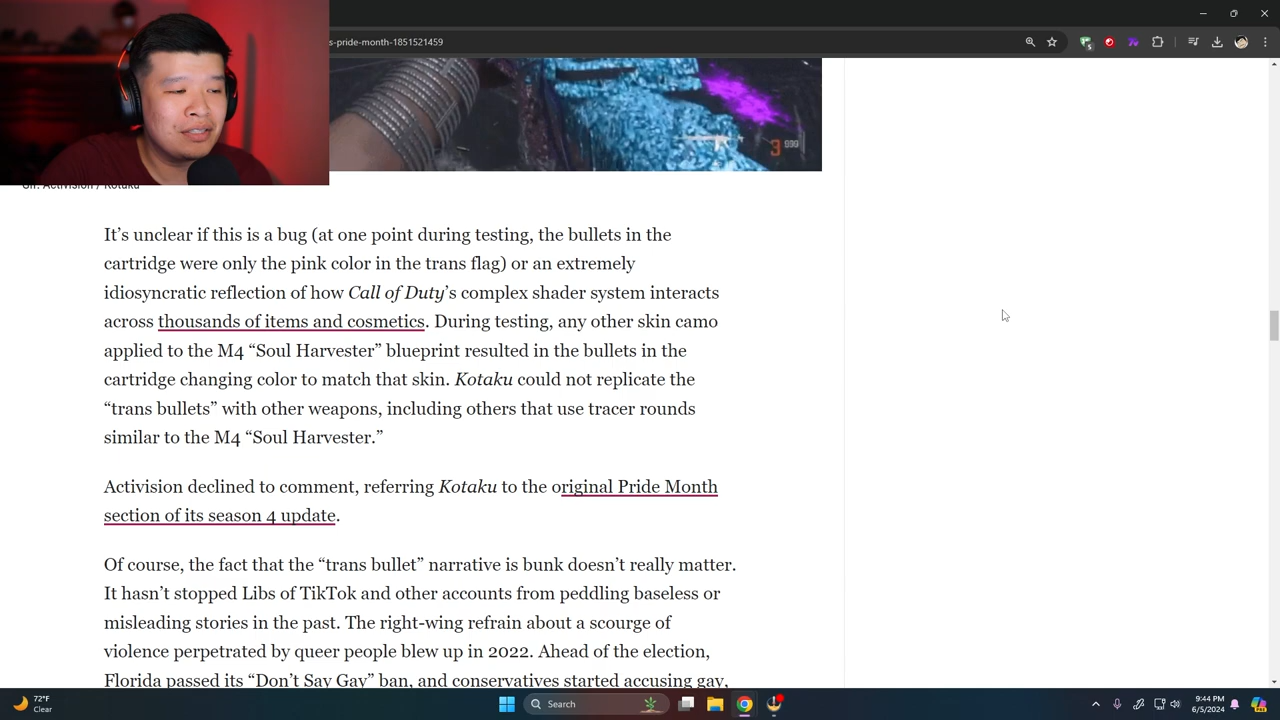 s-pride-month-1851521459
3 999
Gif: Activision / Kotaku
It’s unclear if this is a bug (at one point during testing, the bullets in the
cartridge were only the pink color in the trans flag) or an extremely
idiosyncratic reflection of how Call of Duty’s complex shader system interacts
across thousands of items and cosmetics. During testing, any other skin camo
applied to the M4 “Soul Harvester” blueprint resulted in the bullets in the
cartridge changing color to match that skin. Kotaku could not replicate the
“trans bullets” with other weapons, including others that use tracer rounds
similar to the M4 “Soul Harvester.”
Activision declined to comment, referring Kotaku to the original Pride Month
section of its season 4 update.
Of course, the fact that the “trans bullet” narrative is bunk doesn’t really matter.
It hasn’t stopped Libs of TikTok and other accounts from peddling baseless or
misleading stories in the past. The right-wing refrain about a scourge of
violence perpetrated by queer people blew up in 2022. Ahead of the election,
Florida passed its “Don’t Say Gay” ban, and conservatives started accusing gay,
72°F
Clear
Search
9:44 PM
6/5/2024